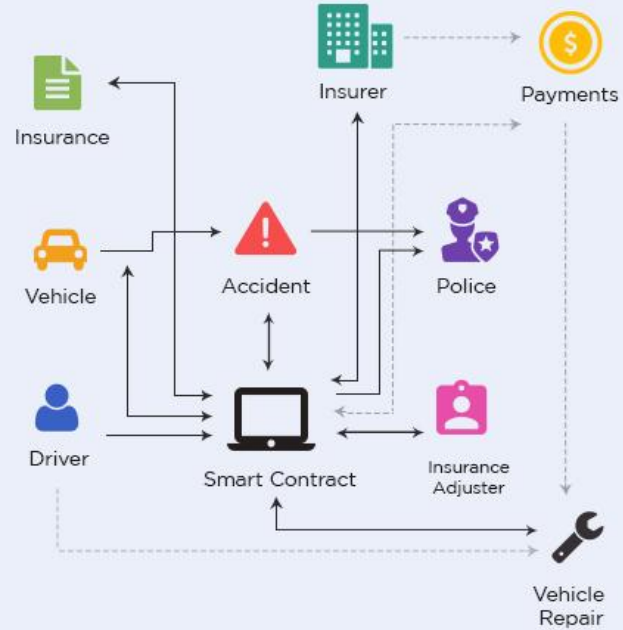 Insurance
Insurer
Payments
Vehicle
Accident
Police
Driver
Smart Contract
Insurance
Adjuster
Vehicle
Repair